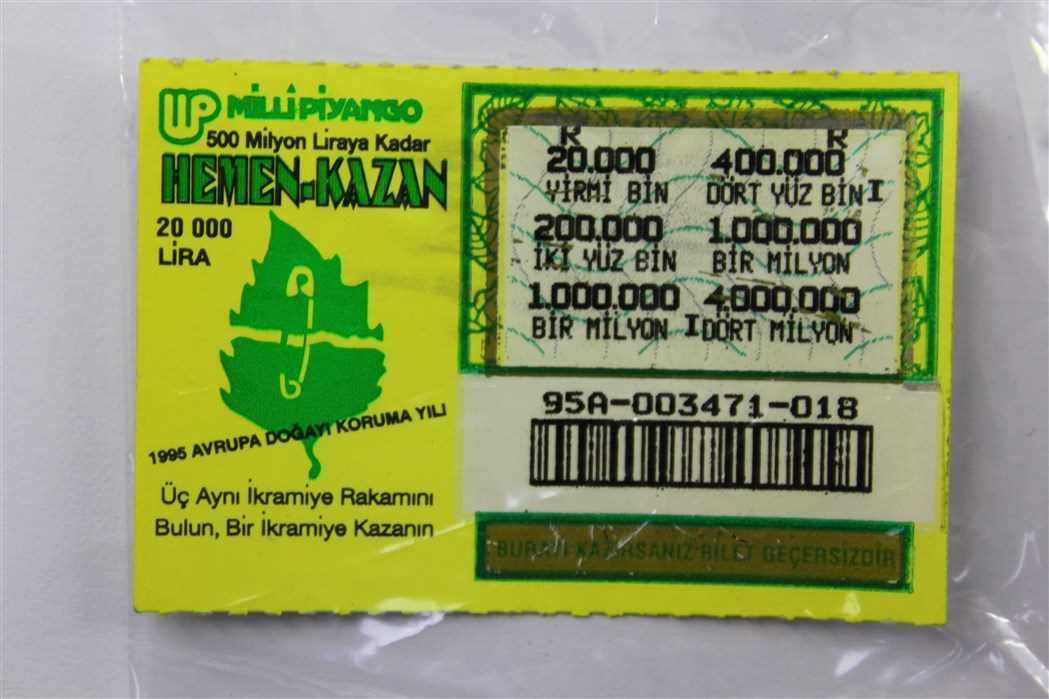 MİLLİ PİYANGO
500 Milyon Liraya Kadar
HEMEN-KAZAN
20 000
LİRA
1995 AVRUPA DOĞAYI KORUMA YILI
Üç Aynı İkramiye Rakamını
Bulun, Bir İkramiye Kazanın
R R
20.000 400.000
YİRMİ BİN DÖRT YÜZ BİN I
200.000 1.000.000
İKİ YÜZ BİN BİR MİLYON
1.000.000 4.000.000
BİR MİLYON I DÖRT MİLYON
95A-003471-018
BURAYI KAZIRSANIZ BİLET GEÇERSİZDİR